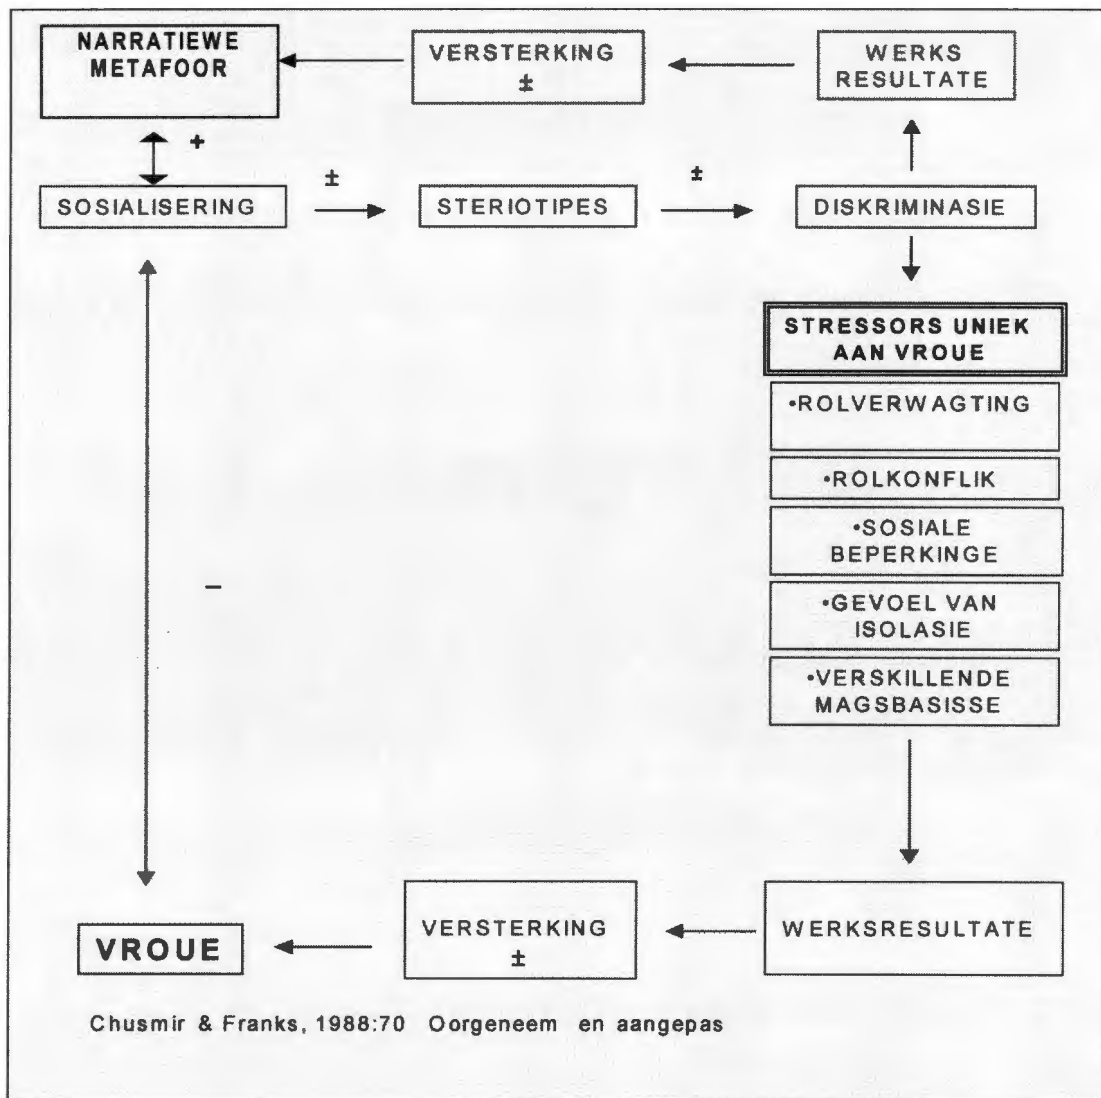 NARRATIEWE
METAFOOR
VERSTERKING
±
WERKS
RESULTATE
+
SOSIALISERING
±
STERIOTIPES
±
DISKRIMINASIE
STRESSORS UNIEK
AAN VROUE
•ROLVERWAGTING
•ROLKONFLIK
•SOSIALE
BEPERKINGE
•GEVOEL VAN
ISOLASIE
•VERSKILLENDE
MAGSBASISSE
–
VROUE
VERSTERKING
±
WERKSRESULTATE
Chusmir & Franks, 1988:70 Oorgeneem en aangepas